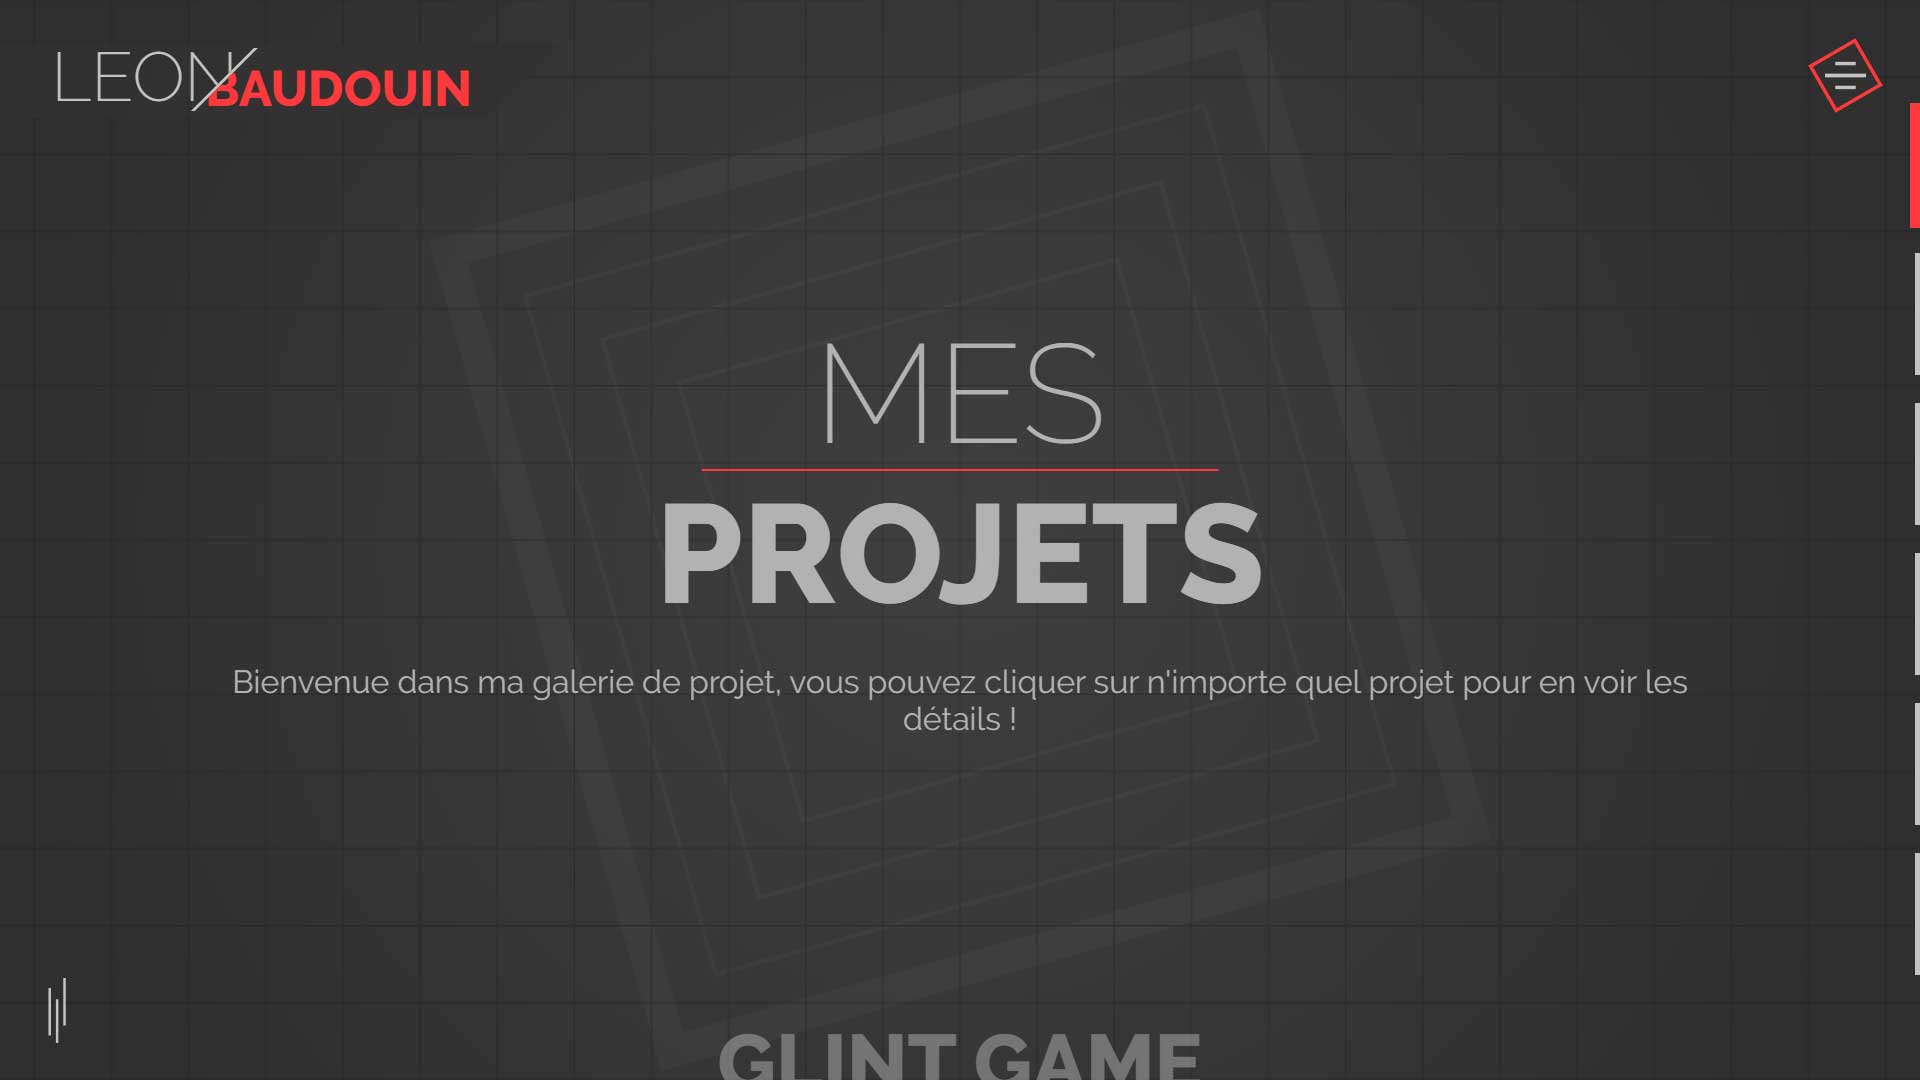 LEON
BAUDOUIN
MES
PROJETS
Bienvenue dans ma galerie de projet, vous pouvez cliquer sur n'importe quel projet pour en voir les
détails !
GLINT GAME